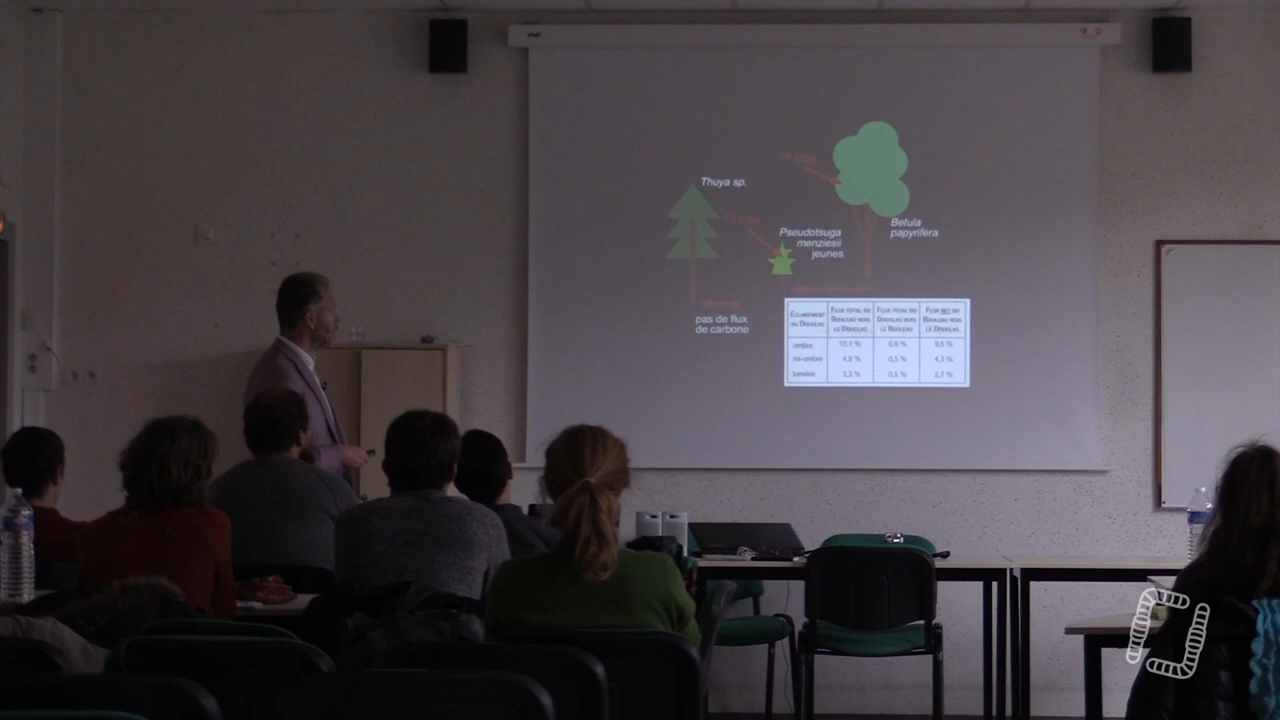 Thuya sp.
Betula
papyrifera
Pseudotsuga
menziesii
jeunes
pas de flux
de carbone
ÉCLAIREMENT
DU DOUGLAS
FLUX TOTAL DU
BOULEAU VERS
LE DOUGLAS
FLUX TOTAL DU
DOUGLAS VERS
LE BOULEAU
FLUX NET DU
BOULEAU VERS
LE DOUGLAS
ombre 10,1 % 0,6 % 9,5 %
mi-ombre 4,8 % 0,5 % 4,3 %
lumière 3,3 % 0,6 % 2,7 %